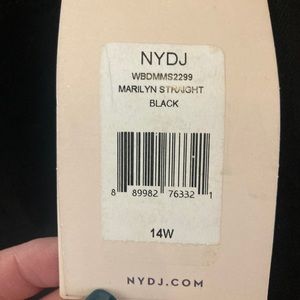 NYDJ
WBDMMS2299
MARILYN STRAIGHT
BLACK
8 89982 76332 1
14W
NYDJ.COM